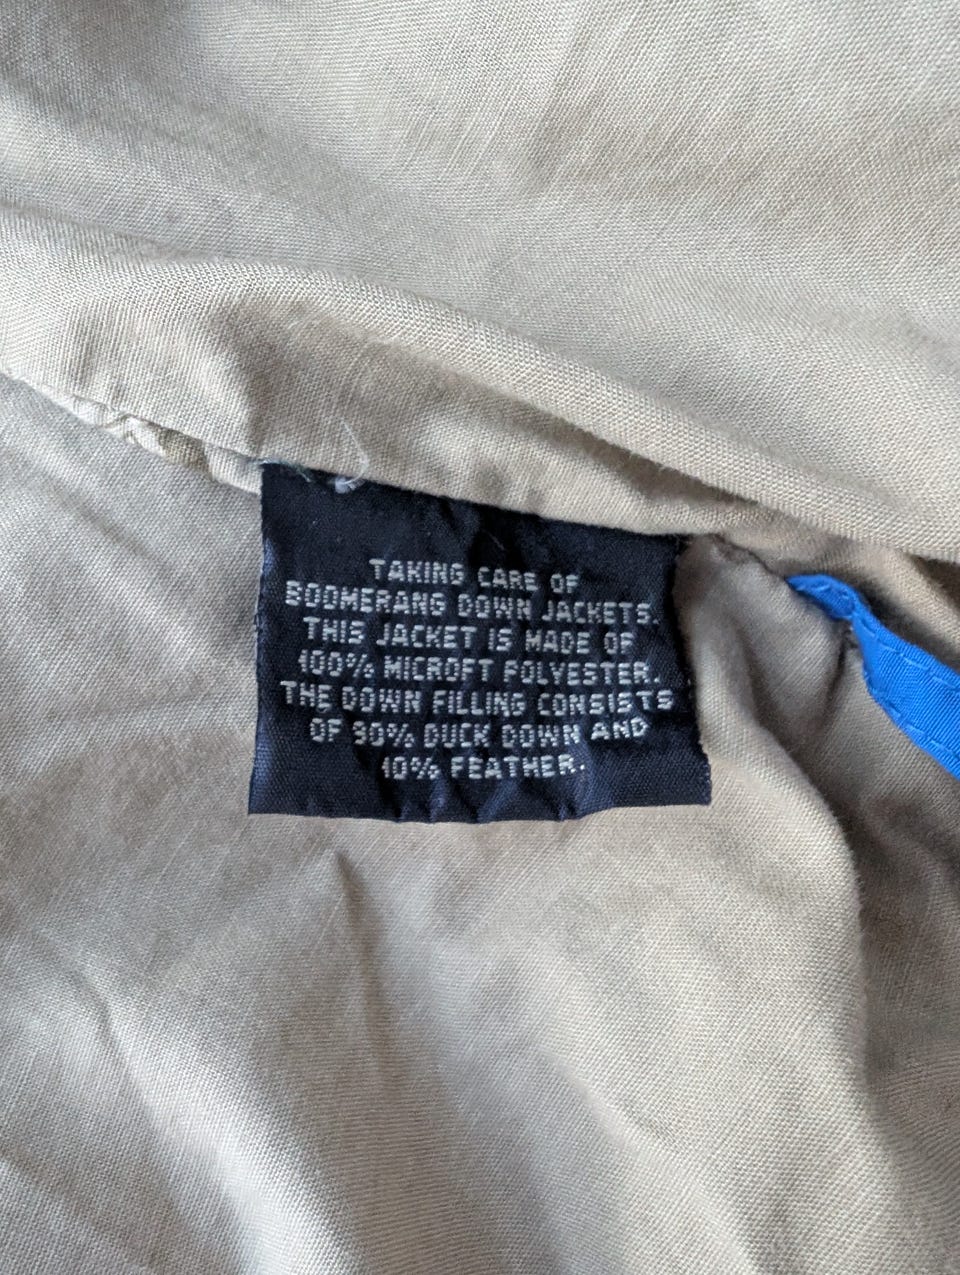 TAKING CARE OF
BOOMERANG DOWN JACKETS.
THIS JACKET IS MADE OF
100% MICROFT POLYESTER.
THE DOWN FILLING CONSISTS
OF 90% DUCK DOWN AND
10% FEATHER.